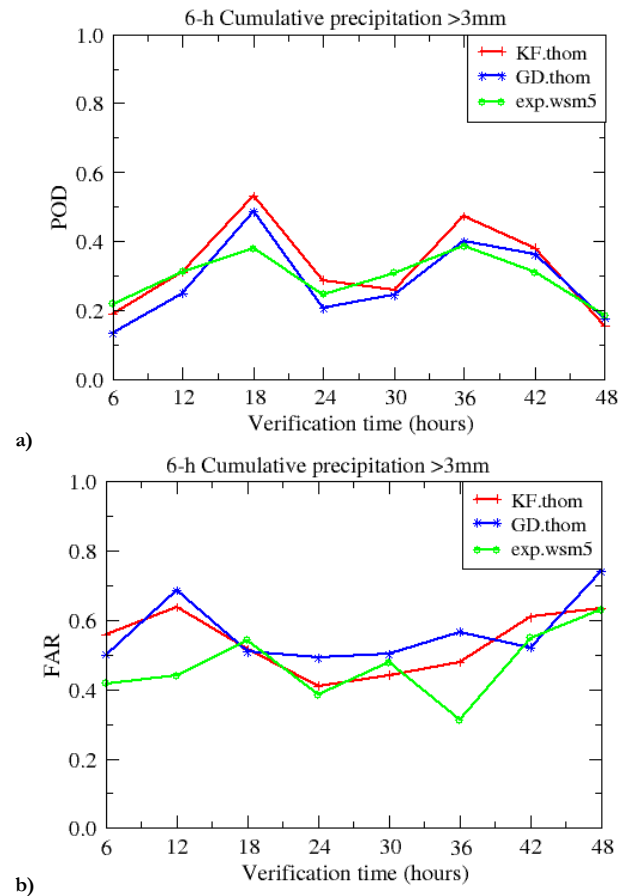 6-h Cumulative precipitation >3mm
1.0
0.8
0.6
0.4
0.2
0.0
POD
KF.thom
GD.thom
exp.wsm5
6 12 18 24 30 36 42 48
Verification time (hours)
a)
6-h Cumulative precipitation >3mm
1.0
0.8
0.6
0.4
0.2
0.0
FAR
KF.thom
GD.thom
exp.wsm5
6 12 18 24 30 36 42 48
Verification time (hours)
b)